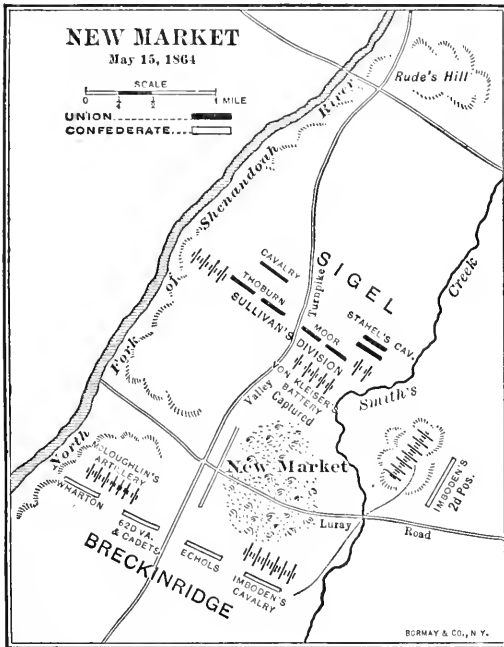 NEW MARKET
May 15, 1864
SCALE
0 ¼ ½ 1 MILE
UNION
CONFEDERATE
Rude's Hill
North Fork of Shenandoah River
CAVALRY
THOBURN
SULLIVAN'S DIVISION
SIGEL
Valley Turnpike
MOOR
STAHEL'S CAV.
VON KLEISER'S
BATTERY
Captured
Smith's Creek
McLOUGHLIN'S
ARTILLERY
WHARTON
62D VA.
& CADETS
New Market
IMBODEN'S
2d Pos.
Luray Road
ECHOLS
IMBODEN'S
CAVALRY
BRECKINRIDGE
BORMAY & CO., N.Y.